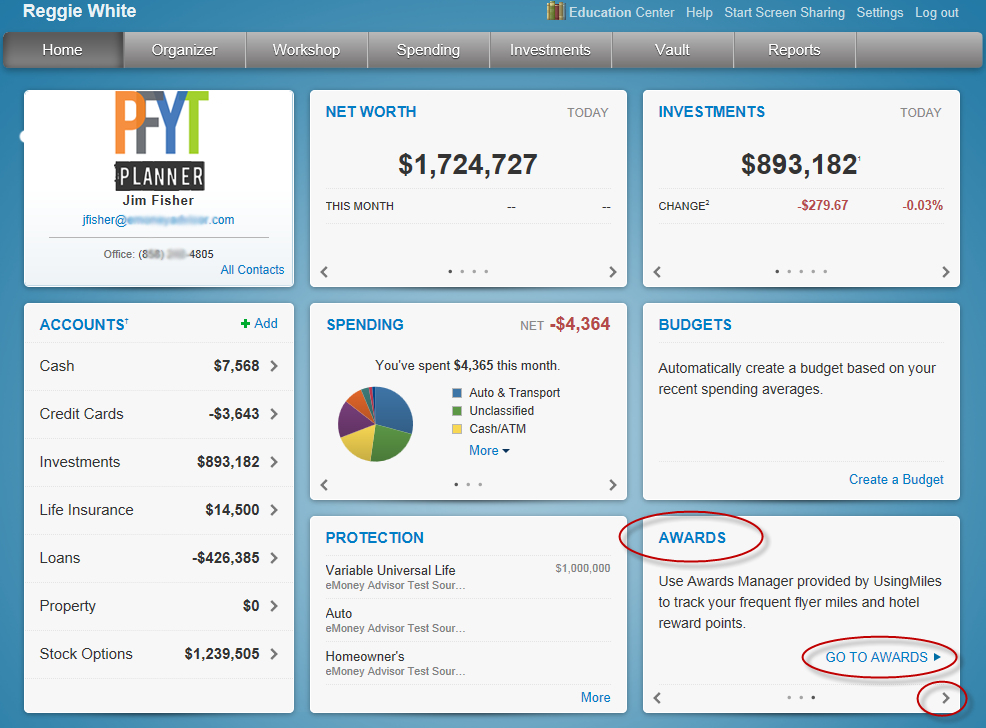 Reggie White
Education Center Help Start Screen Sharing Settings Log out
Home Organizer Workshop Spending Investments Vault Reports
PFYT
PLANNER
Jim Fisher
jfisher@ .com
Office: ( -4805
All Contacts
NET WORTH TODAY
$1,724,727
THIS MONTH -- --
INVESTMENTS TODAY
$893,182¹
CHANGE² -$279.67 -0.03%
ACCOUNTS† + Add
Cash $7,568
Credit Cards -$3,643
Investments $893,182
Life Insurance $14,500
Loans -$426,385
Property $0
Stock Options $1,239,505
SPENDING NET -$4,364
You've spent $4,365 this month.
Auto & Transport
Unclassified
Cash/ATM
More
BUDGETS
Automatically create a budget based on your
recent spending averages.
Create a Budget
PROTECTION
Variable Universal Life $1,000,000
eMoney Advisor Test Sour...
Auto
eMoney Advisor Test Sour...
Homeowner's
eMoney Advisor Test Sour...
More
AWARDS
Use Awards Manager provided by UsingMiles
to track your frequent flyer miles and hotel
reward points.
GO TO AWARDS